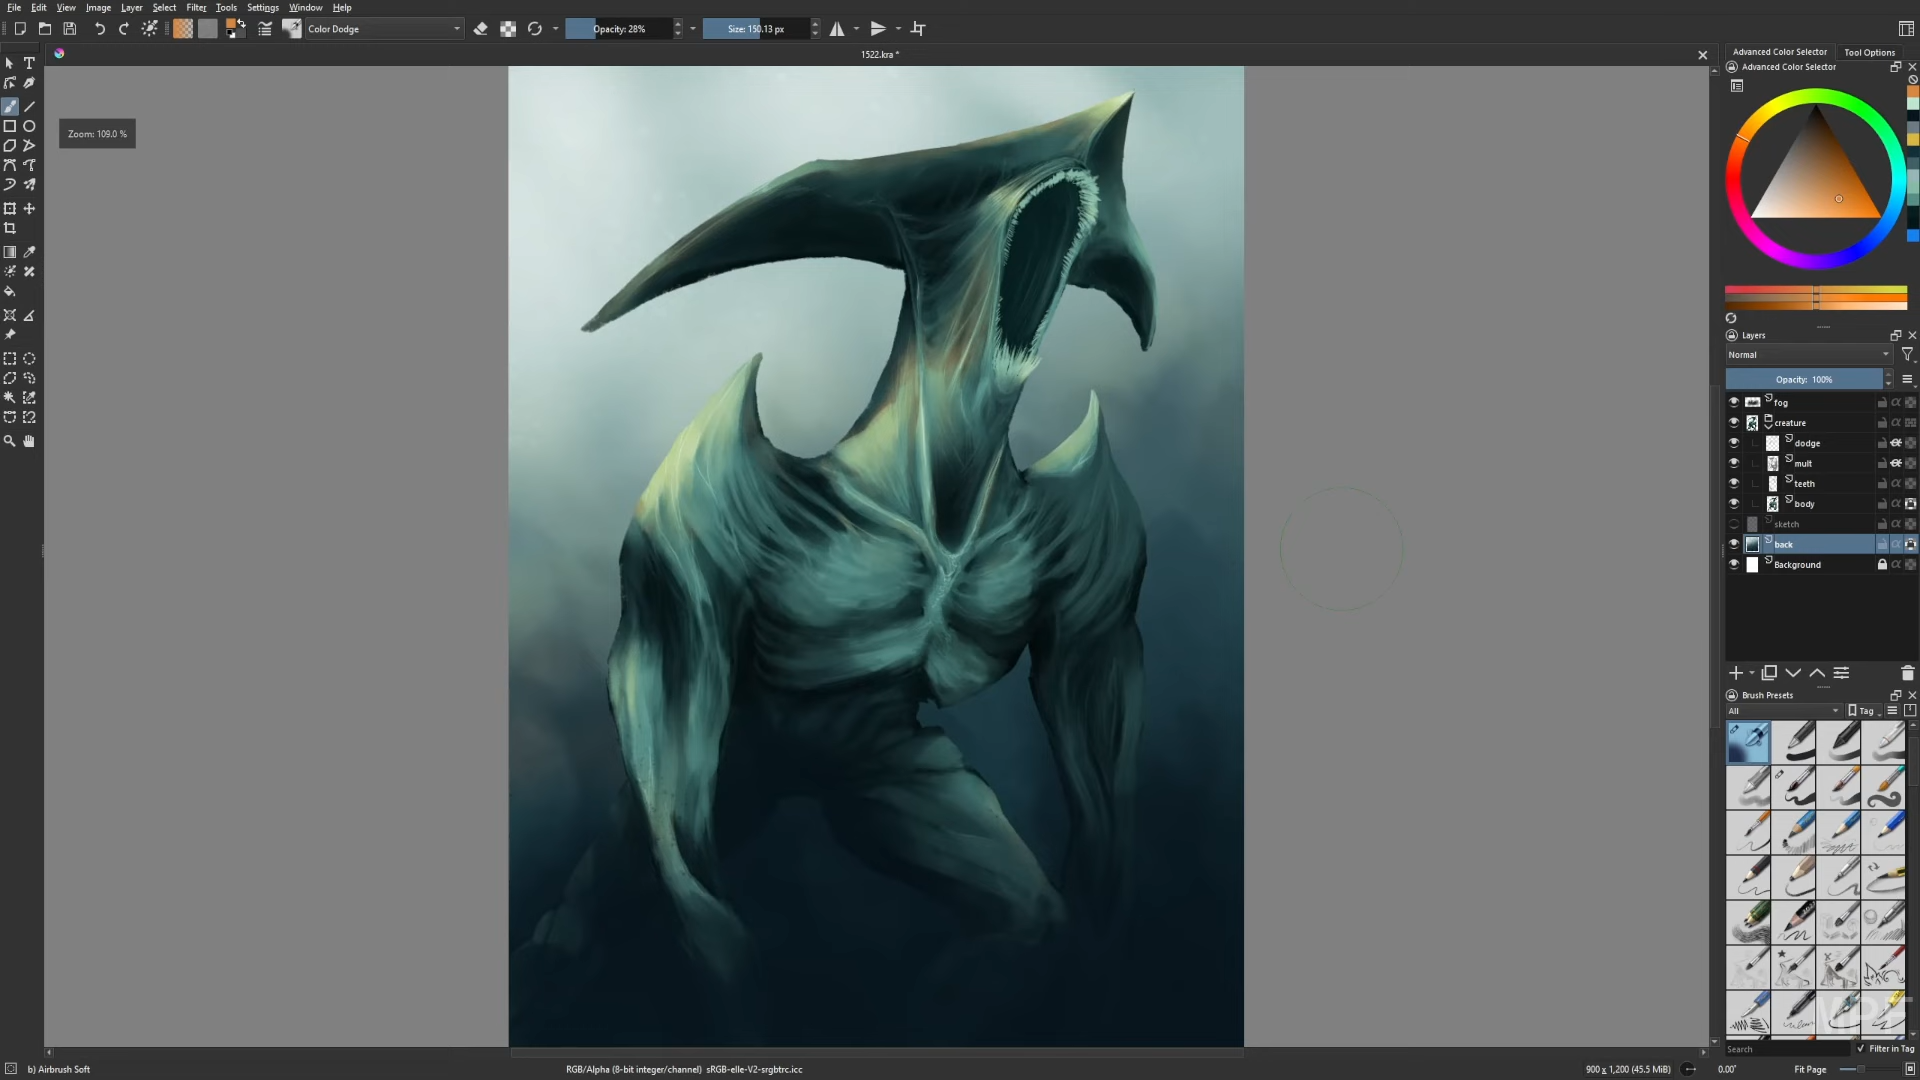 File Edit View Image Layer Select Filter Tools Settings Window Help
Color Dodge Opacity: 28% Size: 150.13 px
1522.kra *
Advanced Color Selector Tool Options
Advanced Color Selector
Zoom: 109.0 %
Layers
Normal
Opacity: 100%
fog
creature
dodge
mult
teeth
body
sketch
back
Background
Brush Presets
All Tag
Search Filter in Tag
b) Airbrush Soft RGB/Alpha (8-bit integer/channel) sRGB-elle-V2-srgbtrc.icc 900 x 1,200 (45.5 MiB) 0.00° Fit Page